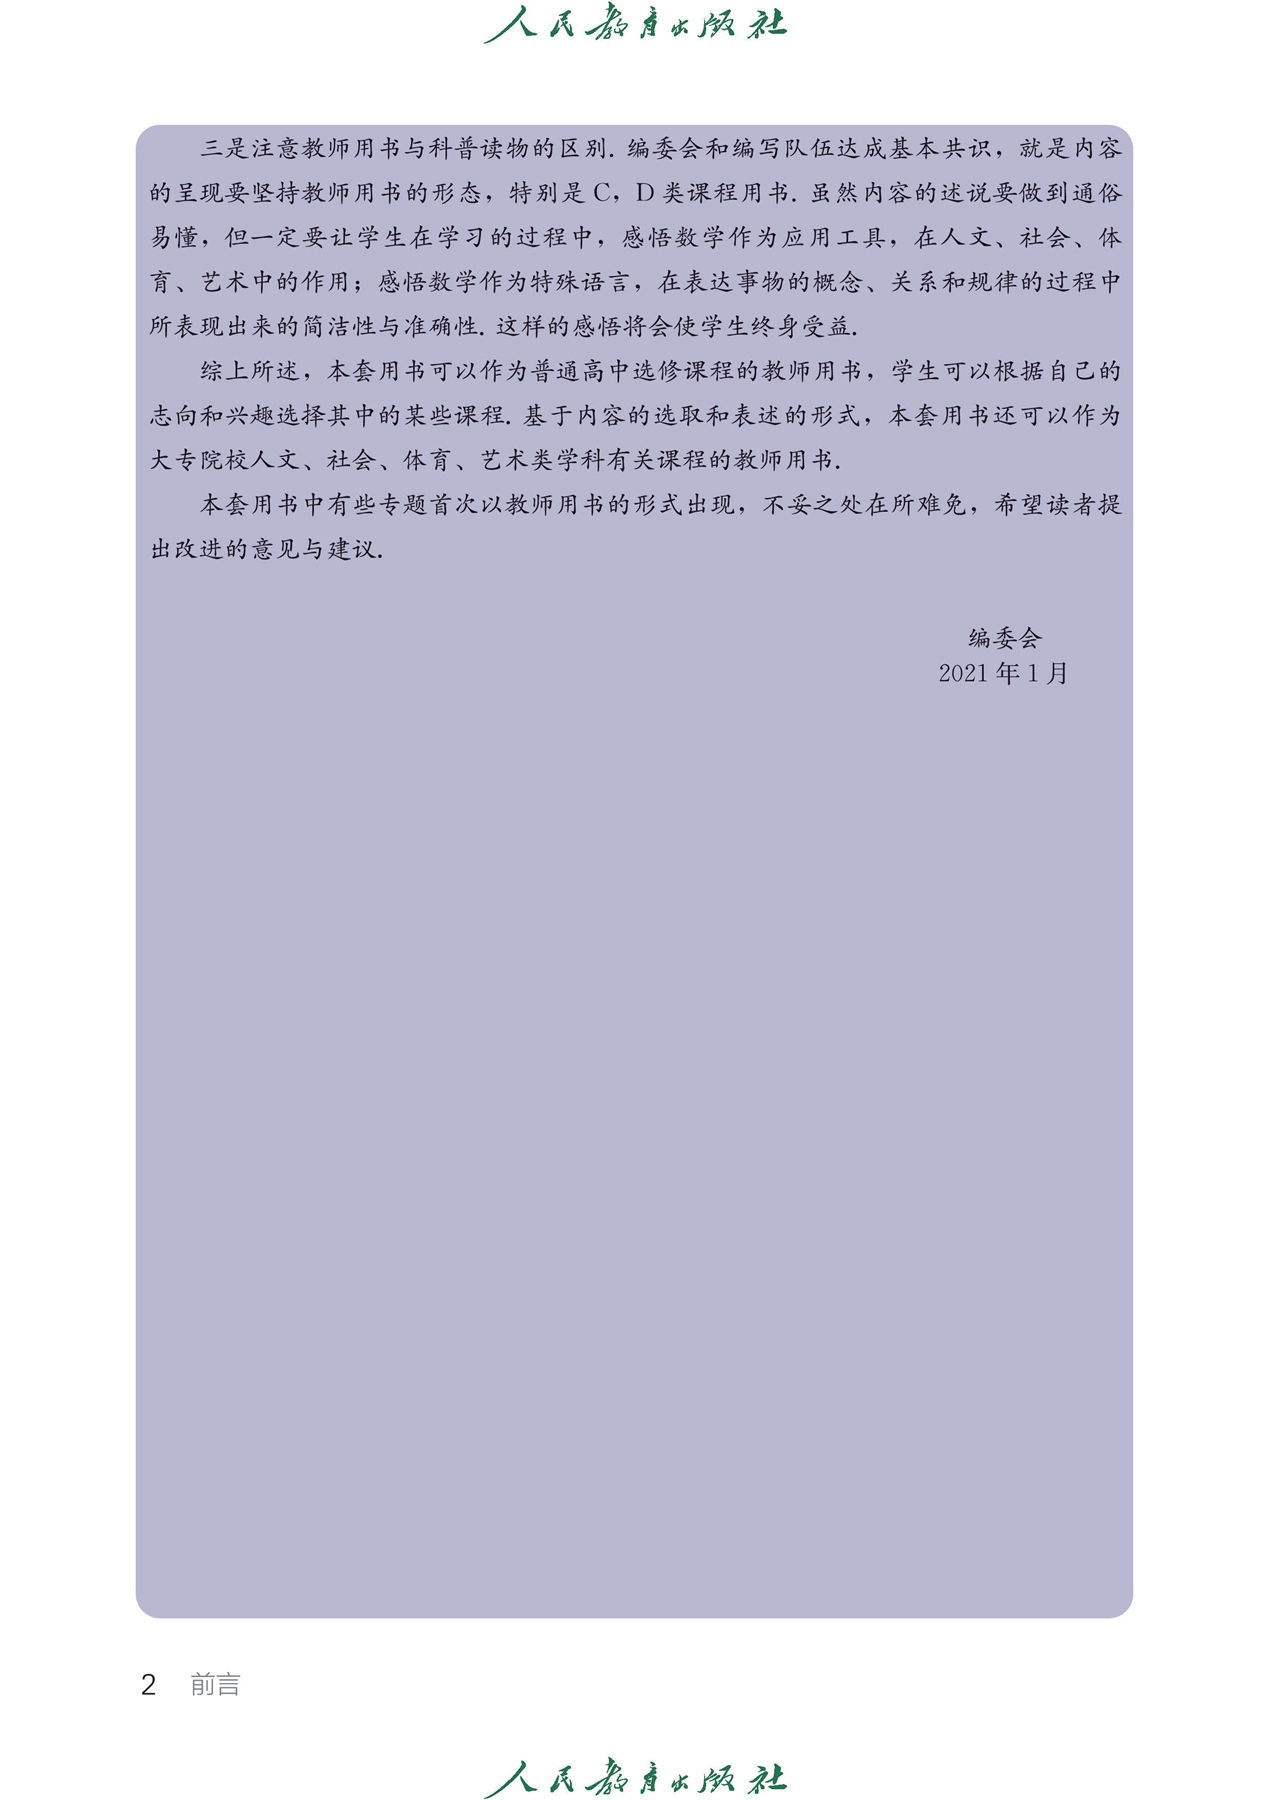 人民教育出版社
三是注意教师用书与科普读物的区别. 编委会和编写队伍达成基本共识，就是内容
的呈现要坚持教师用书的形态，特别是 C，D 类课程用书. 虽然内容的述说要做到通俗
易懂，但一定要让学生在学习的过程中，感悟数学作为应用工具，在人文、社会、体
育、艺术中的作用；感悟数学作为特殊语言，在表达事物的概念、关系和规律的过程中
所表现出来的简洁性与准确性. 这样的感悟将会使学生终身受益.
综上所述，本套用书可以作为普通高中选修课程的教师用书，学生可以根据自己的
志向和兴趣选择其中的某些课程. 基于内容的选取和表述的形式，本套用书还可以作为
大专院校人文、社会、体育、艺术类学科有关课程的教师用书.
本套用书中有些专题首次以教师用书的形式出现，不妥之处在所难免，希望读者提
出改进的意见与建议.
编委会
2021 年 1 月
2 前言
人民教育出版社